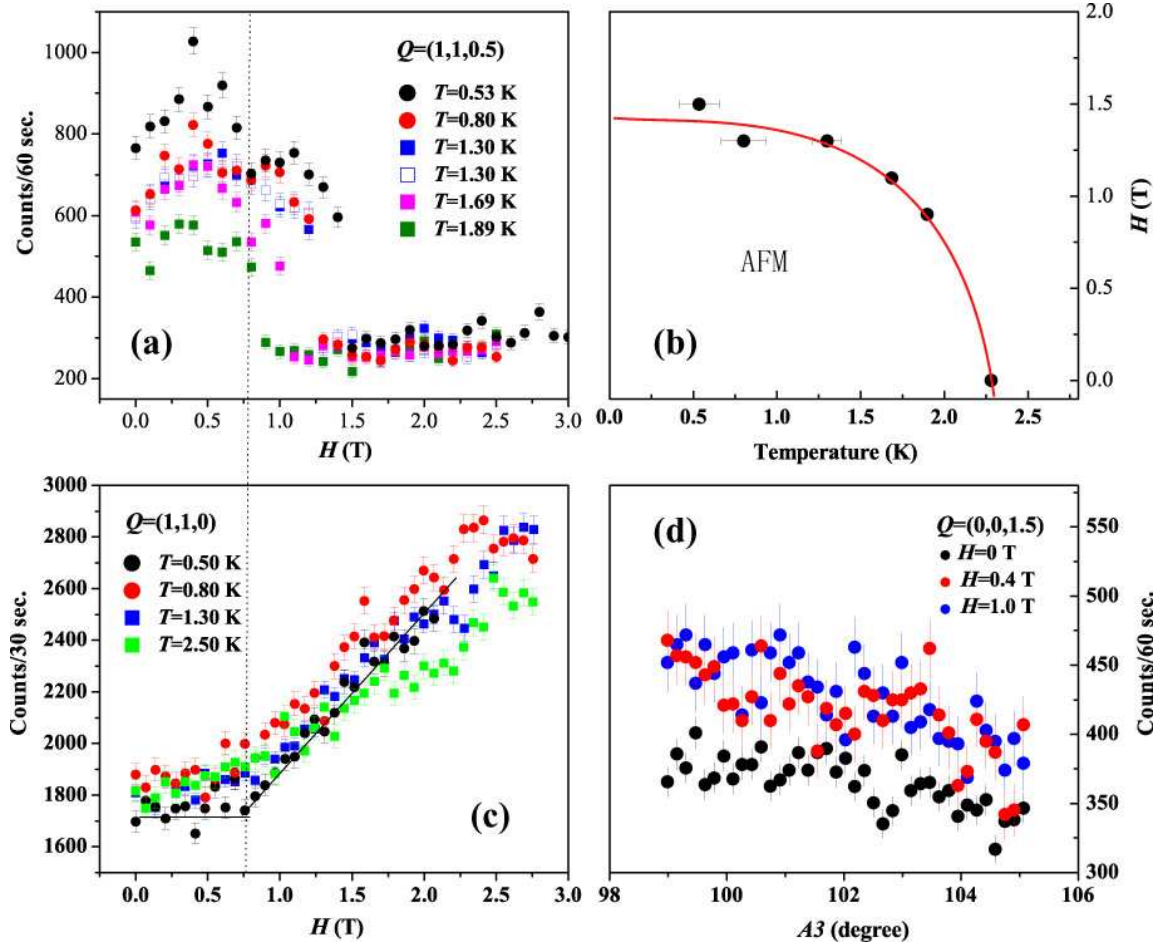 Q=(1,1,0.5)
T=0.53 K
T=0.80 K
T=1.30 K
T=1.30 K
T=1.69 K
T=1.89 K
(a)
Counts/60 sec.
1000
800
600
400
200
0.0 0.5 1.0 1.5 2.0 2.5 3.0
H (T)
AFM
(b)
2.0
1.5
1.0
0.5
0.0
H (T)
0.0 0.5 1.0 1.5 2.0 2.5
Temperature (K)
Q=(1,1,0)
T=0.50 K
T=0.80 K
T=1.30 K
T=2.50 K
(c)
Counts/30 sec.
3000
2800
2600
2400
2200
2000
1800
1600
0.0 0.5 1.0 1.5 2.0 2.5 3.0
H (T)
(d)
Q=(0,0,1.5)
H=0 T
H=0.4 T
H=1.0 T
550
500
450
400
350
300
Counts/60 sec.
98 100 102 104 106
A3 (degree)